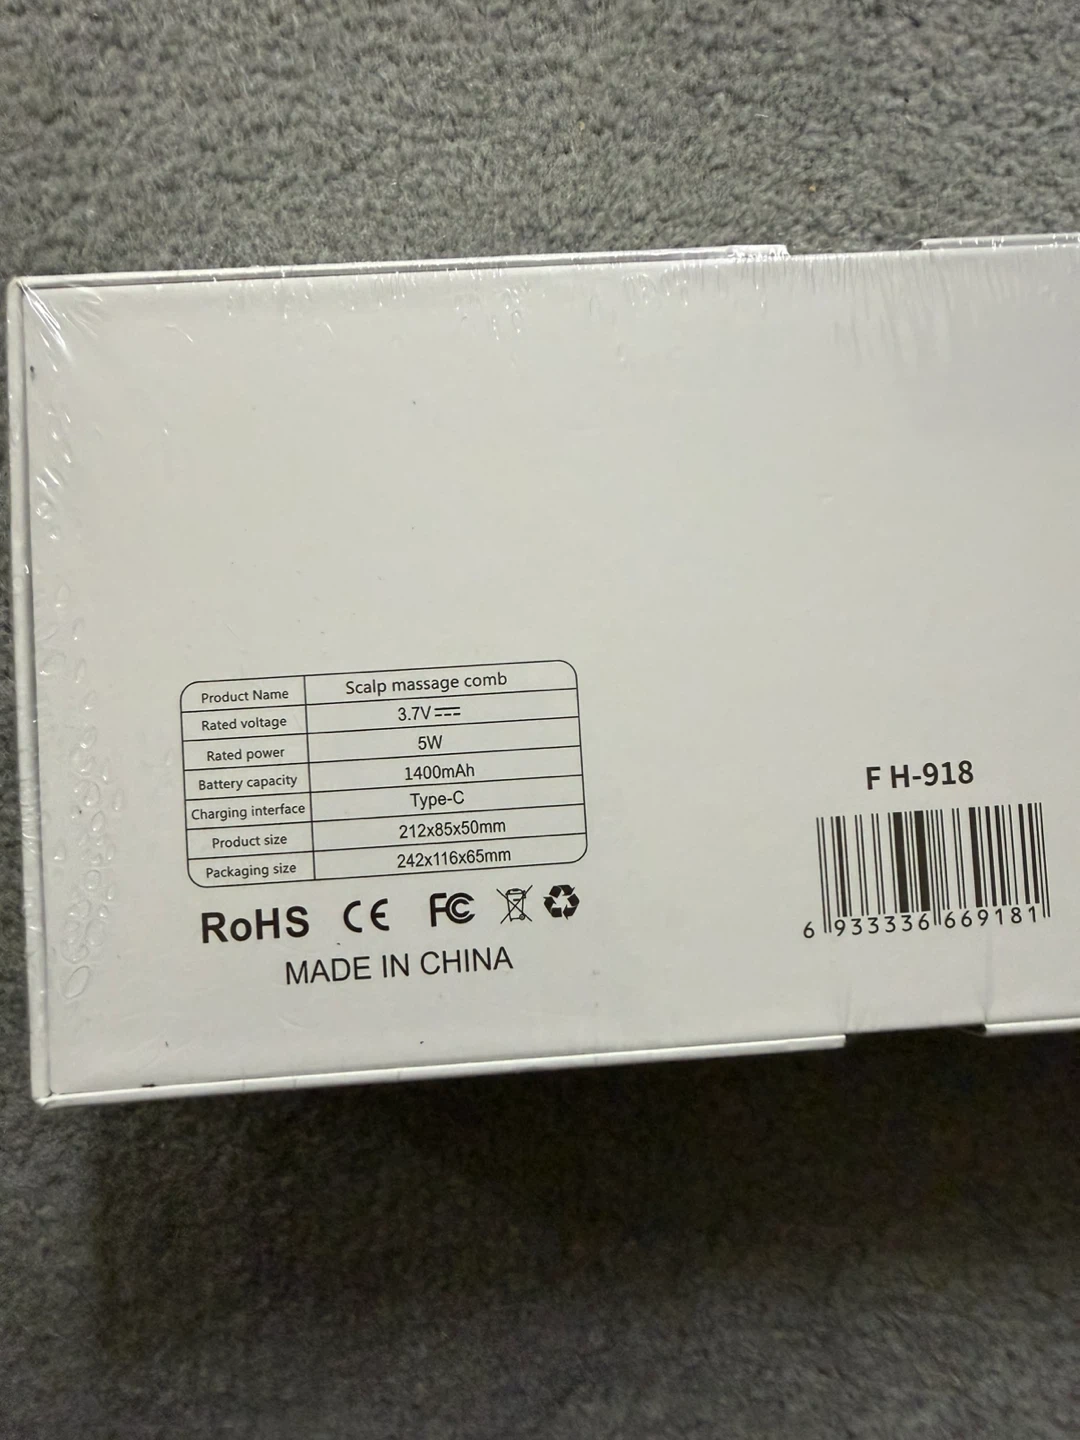 Product Name Scalp massage comb
Rated voltage 3.7V
Rated power 5W
Battery capacity 1400mAh
Charging interface Type-C
Product size 212x85x50mm
Packaging size 242x116x65mm
RoHS CE FC
MADE IN CHINA
F H-918
6 933336 669181